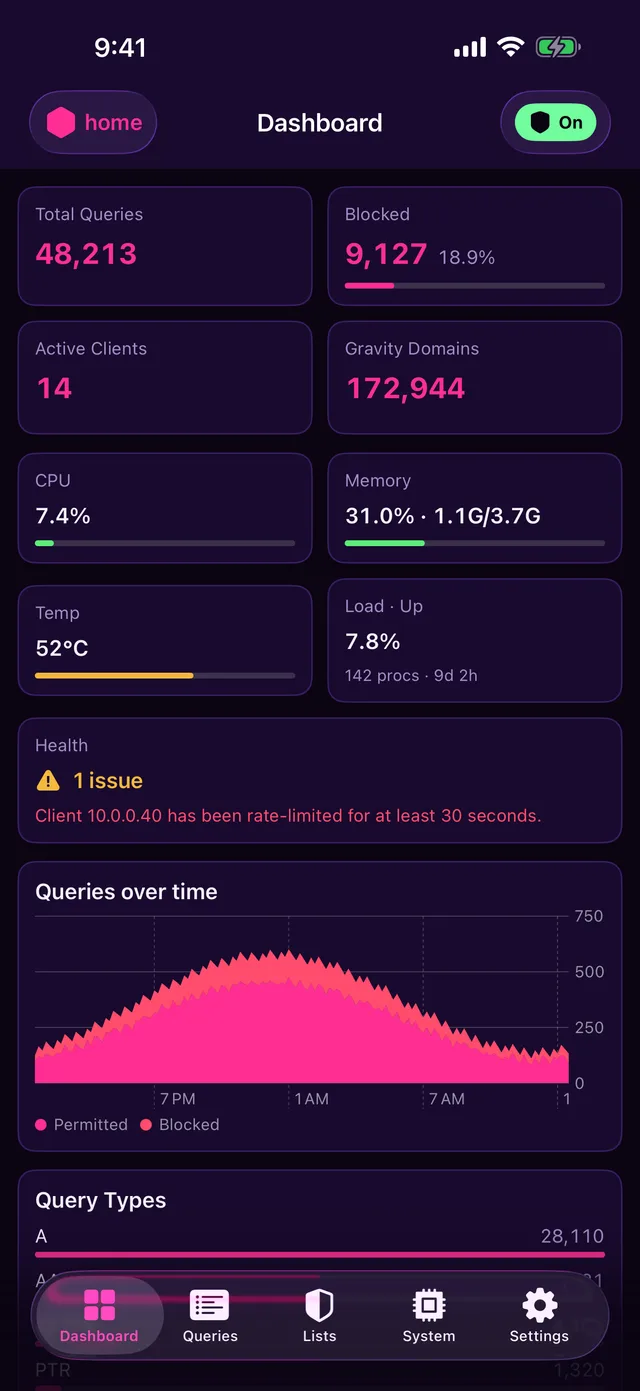 9:41
home
Dashboard
On
Total Queries
48,213
Blocked
9,127 18.9%
Active Clients
14
Gravity Domains
172,944
CPU
7.4%
Memory
31.0% · 1.1G/3.7G
Temp
52°C
Load · Up
7.8%
142 procs · 9d 2h
Health
1 issue
Client 10.0.0.40 has been rate-limited for at least 30 seconds.
Queries over time
750
500
250
0
7 PM
1 AM
7 AM
1
Permitted
Blocked
Query Types
A 28,110
PTR 1,320
Dashboard
Queries
Lists
System
Settings